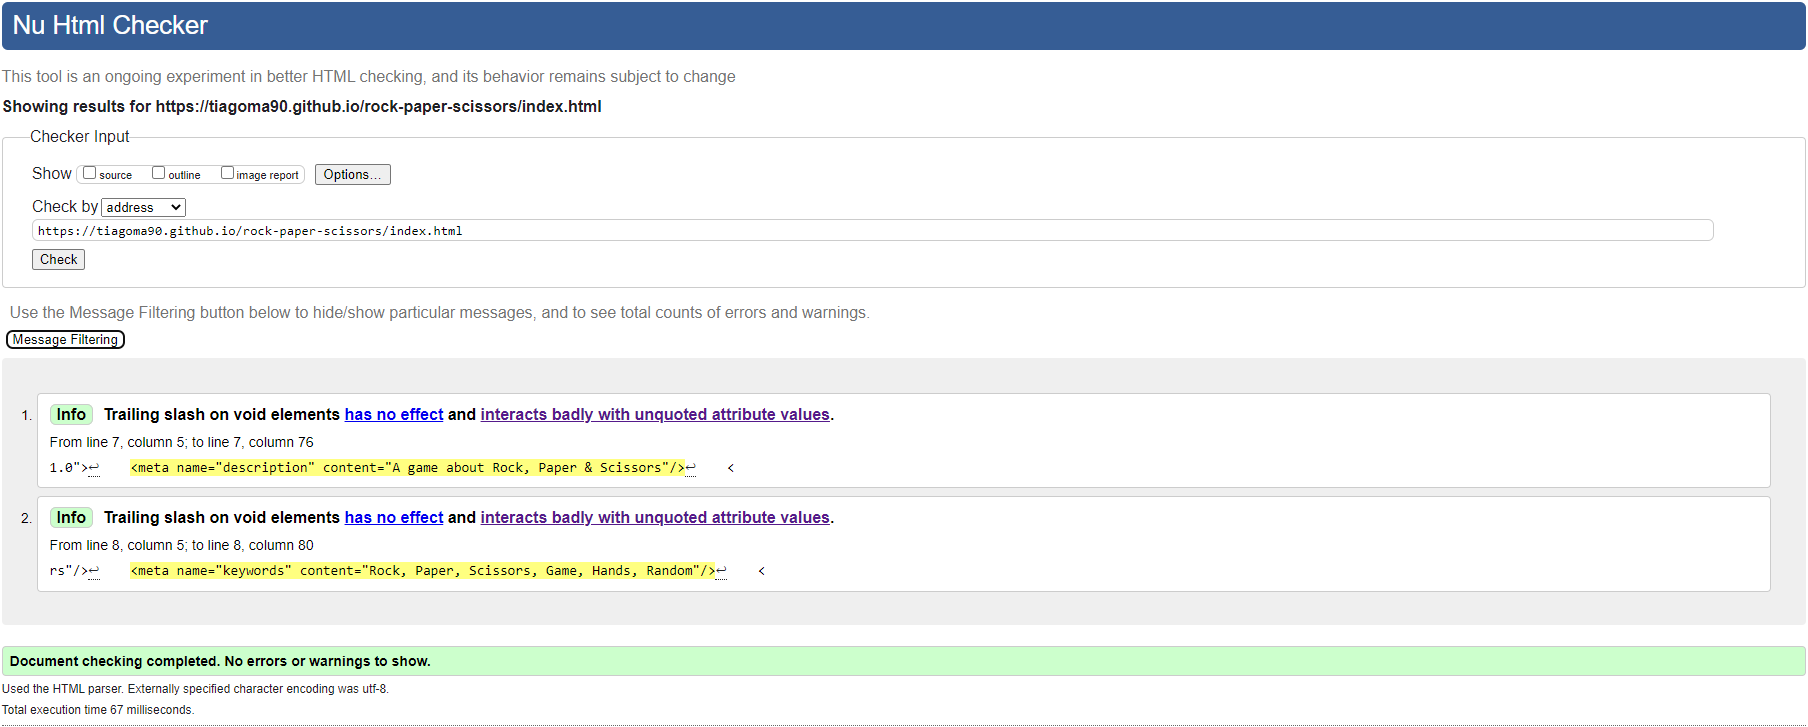 Nu Html Checker
This tool is an ongoing experiment in better HTML checking, and its behavior remains subject to change
Showing results for https://tiagoma90.github.io/rock-paper-scissors/index.html
Checker Input
Show source outline image report Options...
Check by address
https://tiagoma90.github.io/rock-paper-scissors/index.html
Check
Use the Message Filtering button below to hide/show particular messages, and to see total counts of errors and warnings.
Message Filtering
1. Info Trailing slash on void elements has no effect and interacts badly with unquoted attribute values.
From line 7, column 5; to line 7, column 76
1.0">↩ <meta name="description" content="A game about Rock, Paper & Scissors"/>↩ <
2. Info Trailing slash on void elements has no effect and interacts badly with unquoted attribute values.
From line 8, column 5; to line 8, column 80
rs"/>↩ <meta name="keywords" content="Rock, Paper, Scissors, Game, Hands, Random"/>↩ <
Document checking completed. No errors or warnings to show.
Used the HTML parser. Externally specified character encoding was utf-8.
Total execution time 67 milliseconds.